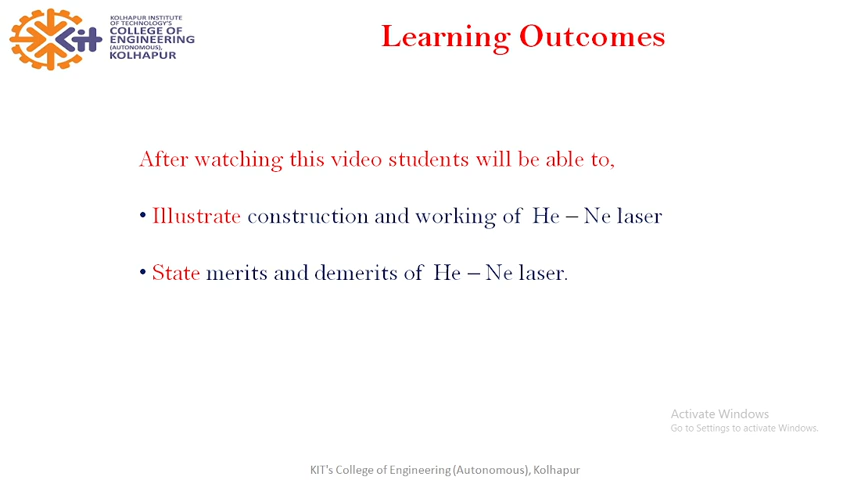 KOLHAPUR INSTITUTE
OF TECHNOLOGY'S
COLLEGE OF
ENGINEERING
(AUTONOMOUS),
KOLHAPUR
kit
Learning Outcomes
After watching this video students will be able to,
• Illustrate construction and working of He – Ne laser
• State merits and demerits of He – Ne laser.
Activate Windows
Go to Settings to activate Windows.
KIT's College of Engineering (Autonomous), Kolhapur